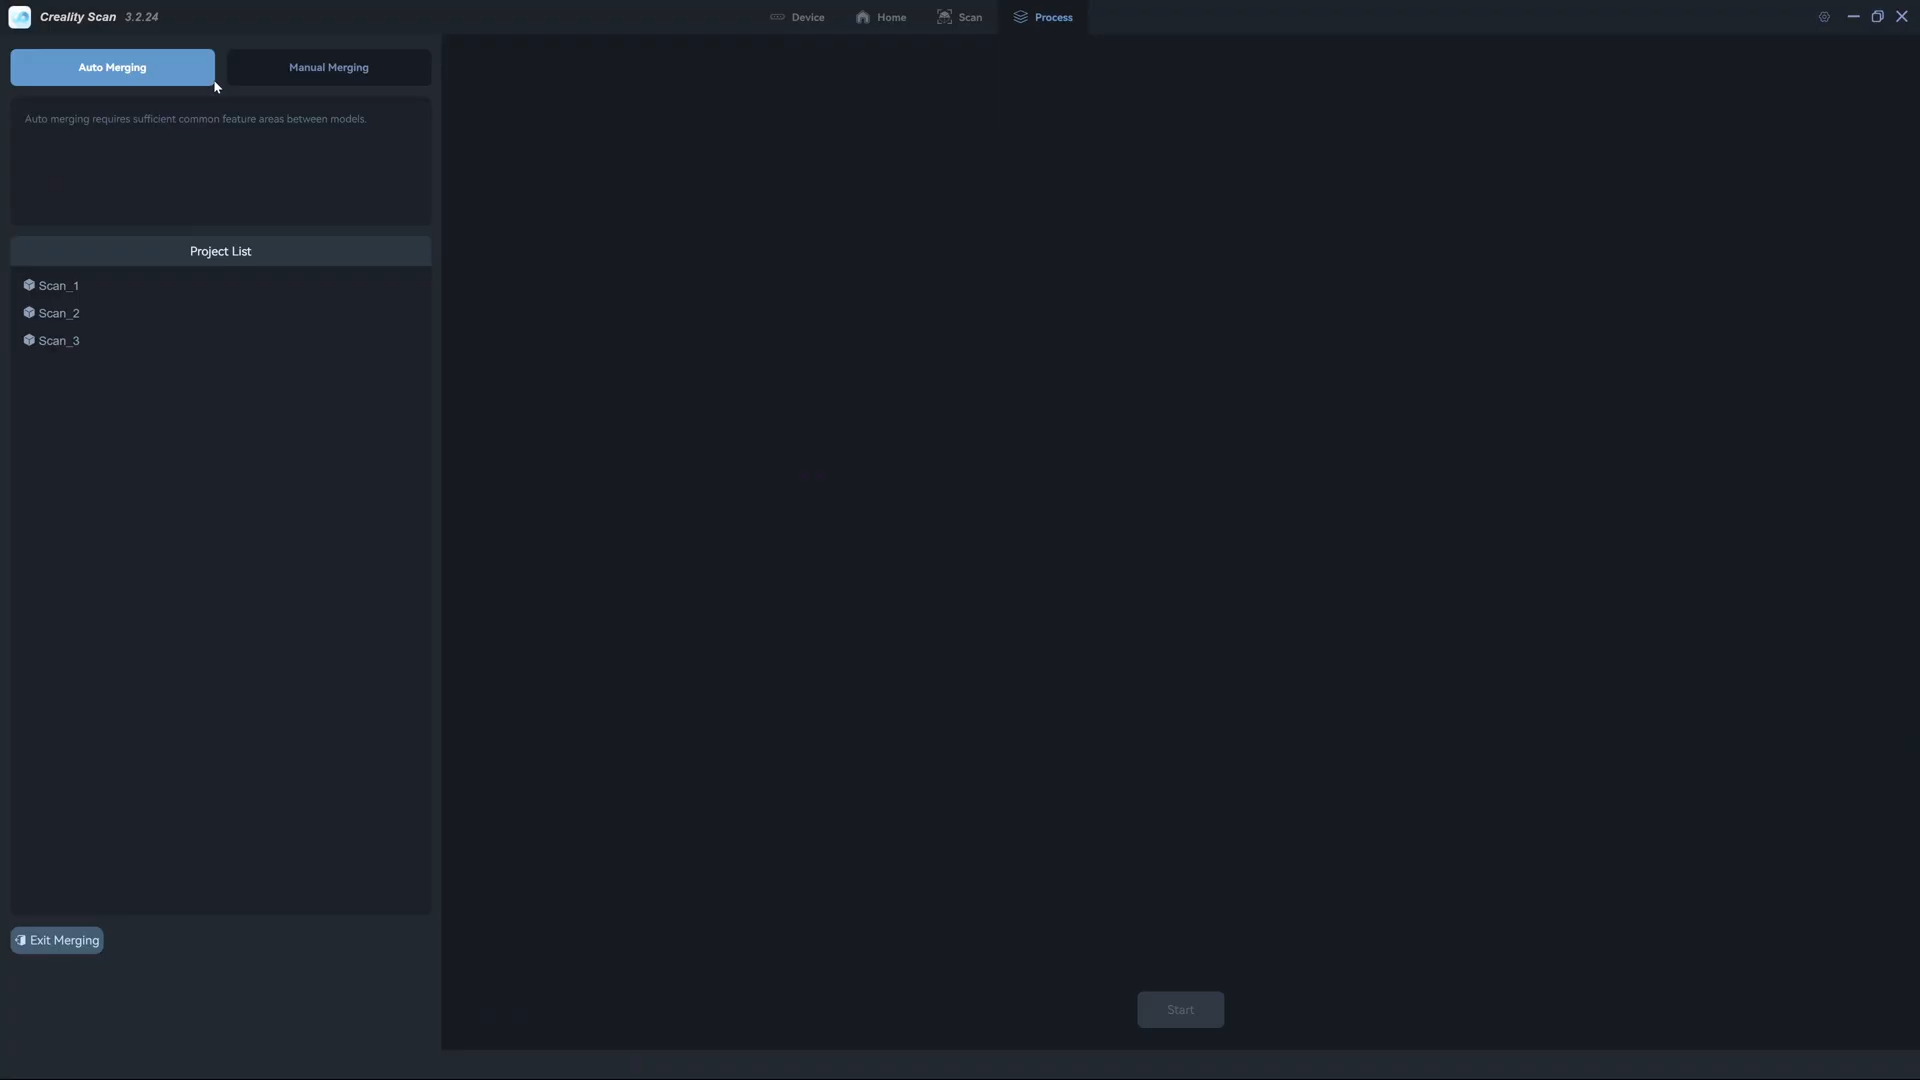 Creality Scan 3.2.24
Device
Home
Scan
Process
Auto Merging
Manual Merging
Auto merging requires sufficient common feature areas between models.
Project List
Scan_1
Scan_2
Scan_3
Exit Merging
Start